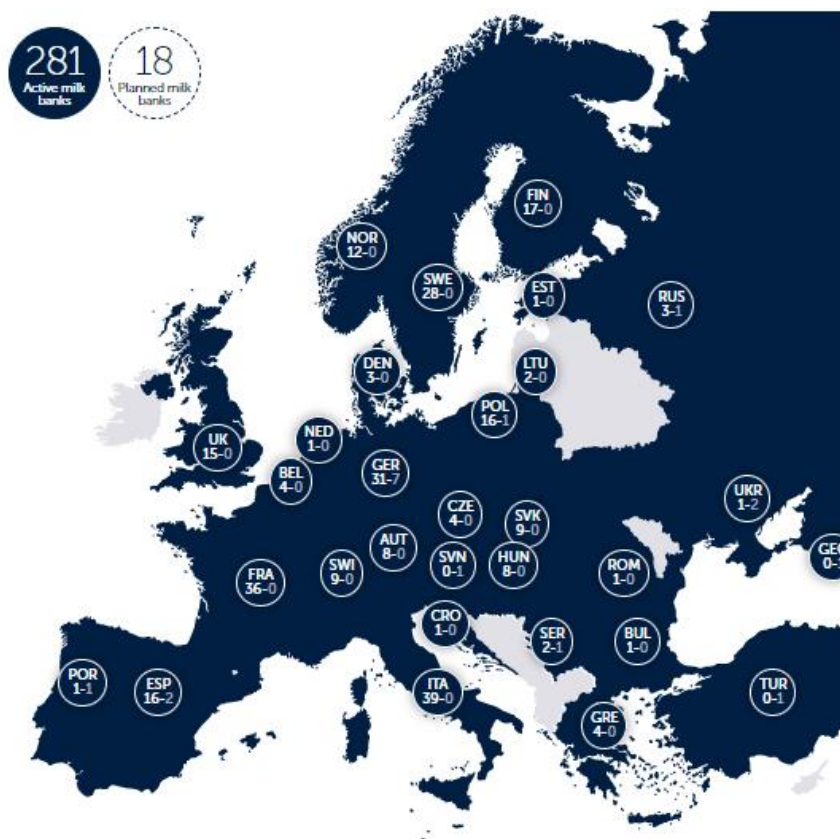 281
Active milk
banks
18
Planned milk
banks
FIN
17-0
NOR
12-0
SWE
28-0
EST
1-0
RUS
3-1
DEN
3-0
LTU
2-0
POL
16-1
NED
1-0
UK
15-0
BEL
4-0
GER
31-7
UKR
1-2
CZE
4-0
SVK
9-0
AUT
8-0
SVN
0-1
HUN
8-0
GEO
0-
FRA
36-0
SWI
9-0
ROM
1-0
CRO
1-0
SER
2-1
BUL
1-0
POR
1-1
ESP
16-2
ITA
39-0
TUR
0-1
GRE
4-0